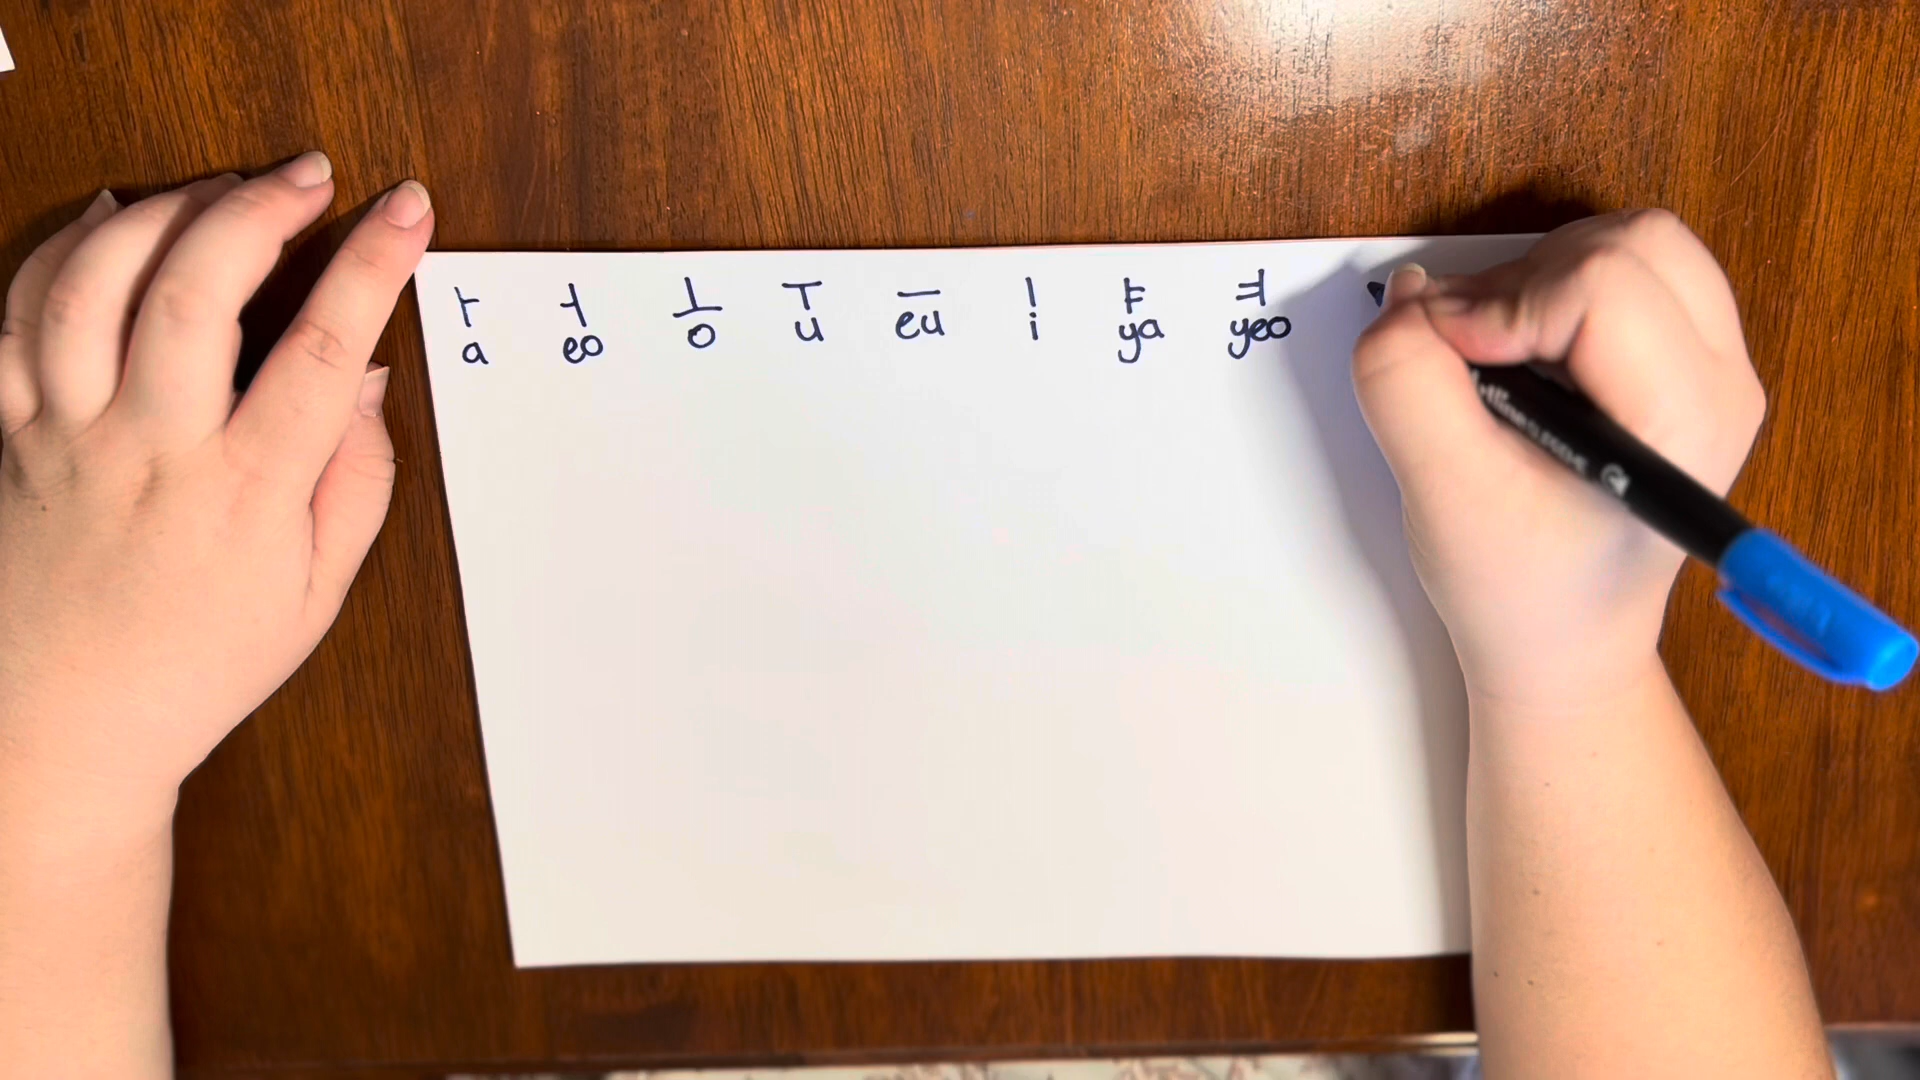 ㅏ ㅓ ㅗ ㅜ ㅡ ㅣ ㅑ ㅕ
a eo o u eu i ya yeo